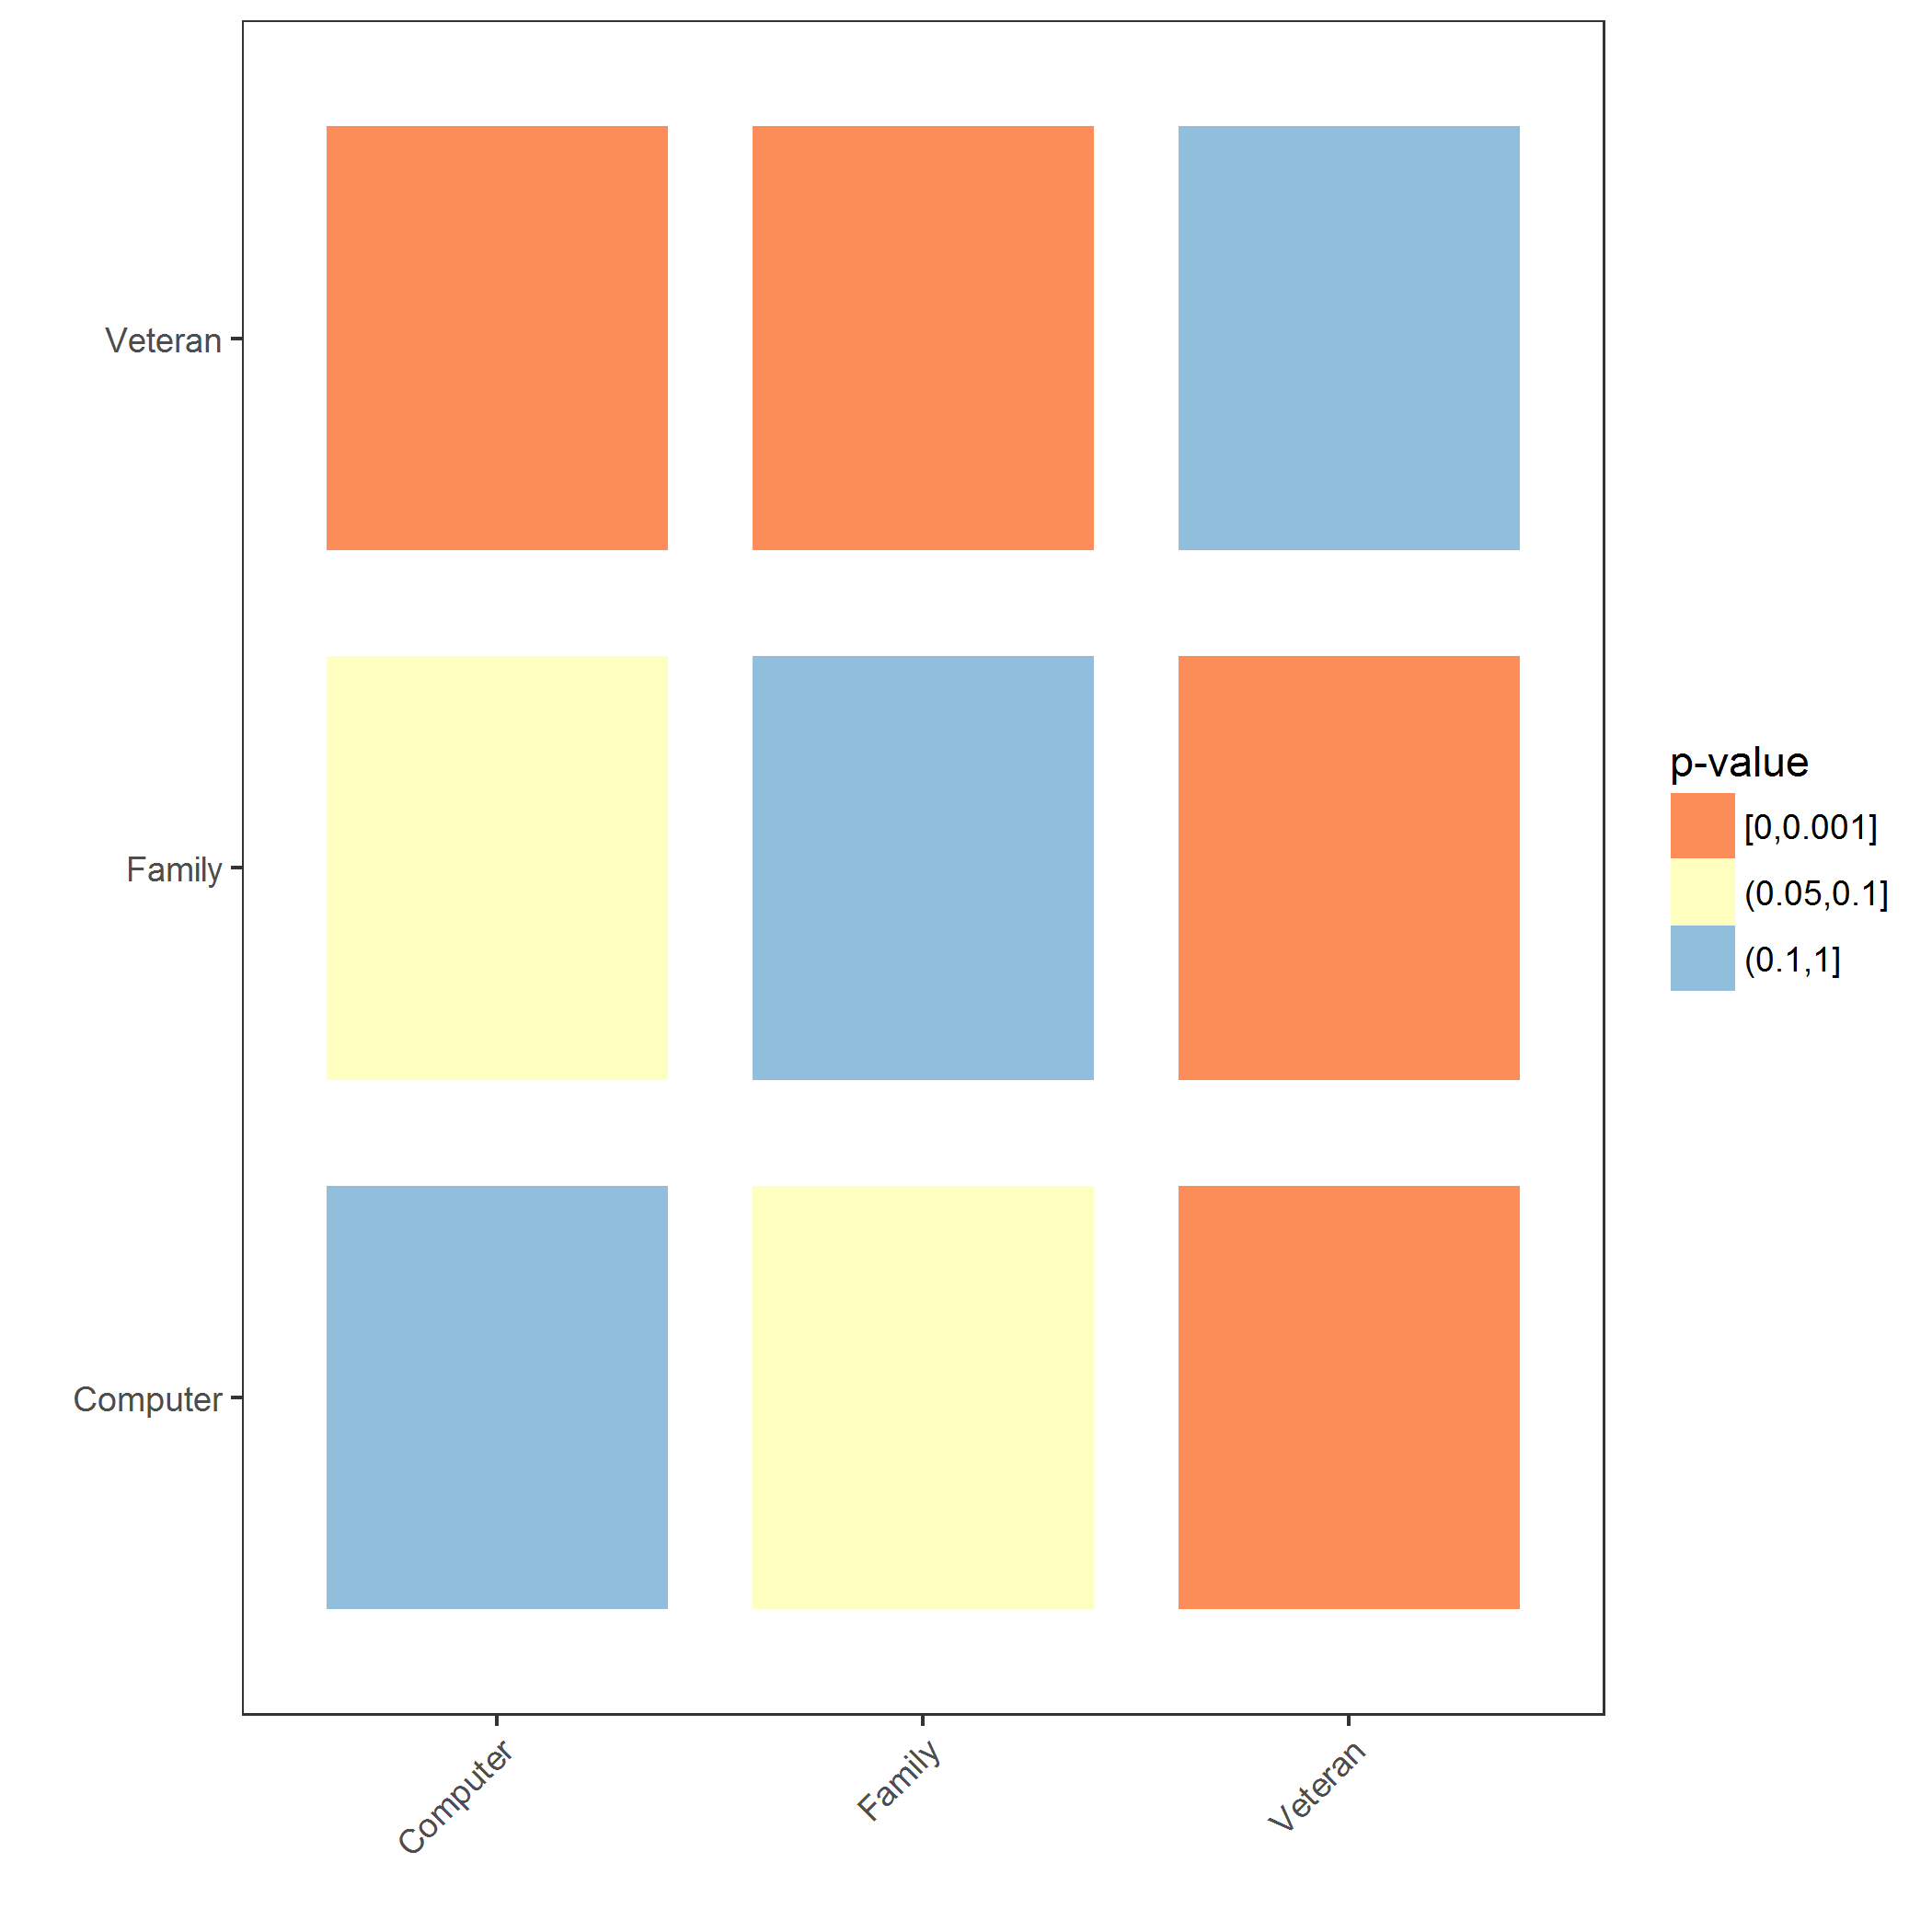 Veteran
Family
Computer
Computer
Family
Veteran
p-value
[0,0.001]
(0.05,0.1]
(0.1,1]